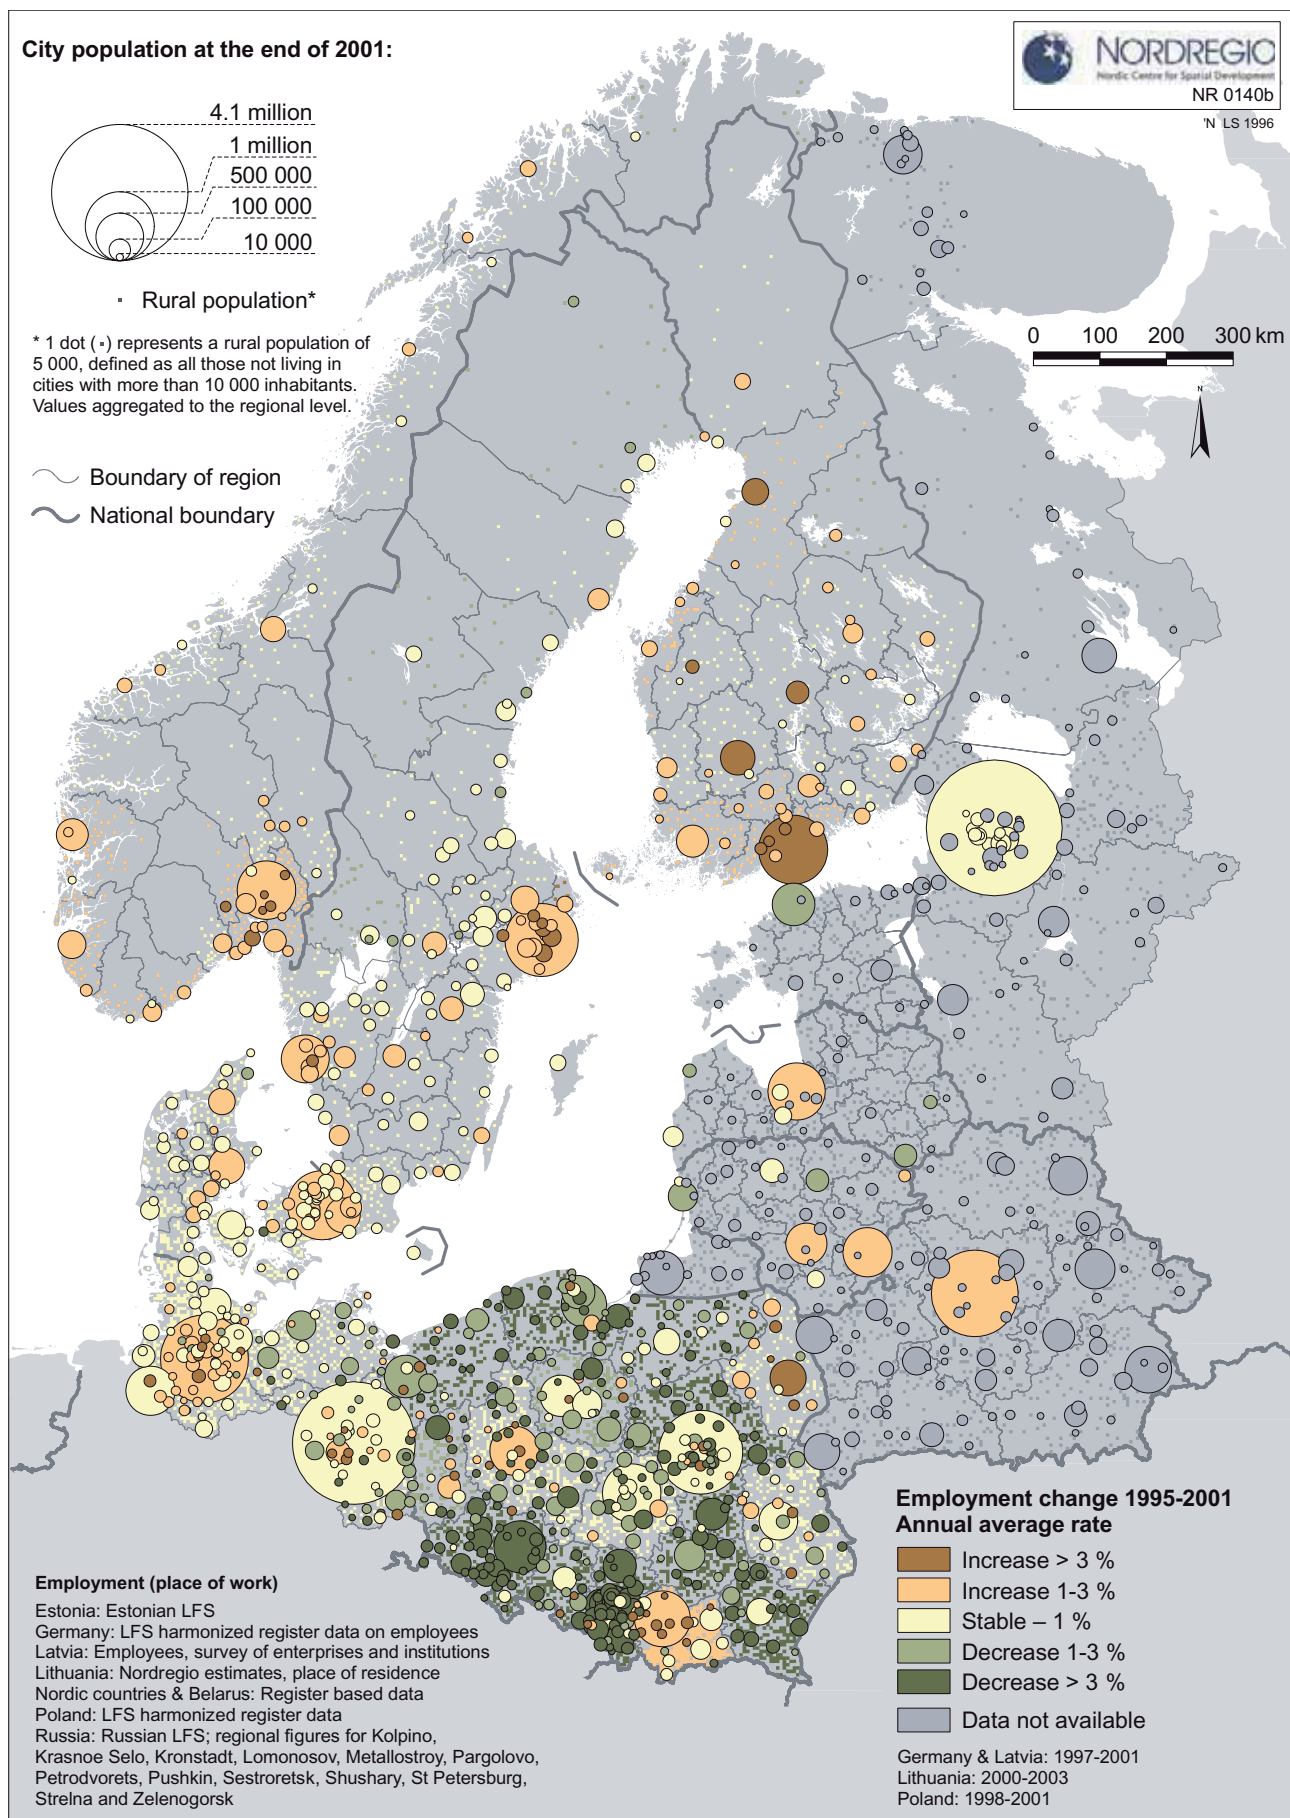 City population at the end of 2001:
4.1 million
1 million
500 000
100 000
10 000
Rural population*
* 1 dot ( ▪ ) represents a rural population of
5 000, defined as all those not living in
cities with more than 10 000 inhabitants.
Values aggregated to the regional level.
Boundary of region
National boundary
NORDREGIO
Nordic Centre for Spatial Development
NR 0140b
'N LS 1996
0 100 200 300 km
N
Employment change 1995-2001
Annual average rate
Increase > 3 %
Increase 1-3 %
Stable – 1 %
Decrease 1-3 %
Decrease > 3 %
Data not available
Germany & Latvia: 1997-2001
Lithuania: 2000-2003
Poland: 1998-2001
Employment (place of work)
Estonia: Estonian LFS
Germany: LFS harmonized register data on employees
Latvia: Employees, survey of enterprises and institutions
Lithuania: Nordregio estimates, place of residence
Nordic countries & Belarus: Register based data
Poland: LFS harmonized register data
Russia: Russian LFS; regional figures for Kolpino,
Krasnoe Selo, Kronstadt, Lomonosov, Metallostroy, Pargolovo,
Petrodvorets, Pushkin, Sestroretsk, Shushary, St Petersburg,
Strelna and Zelenogorsk